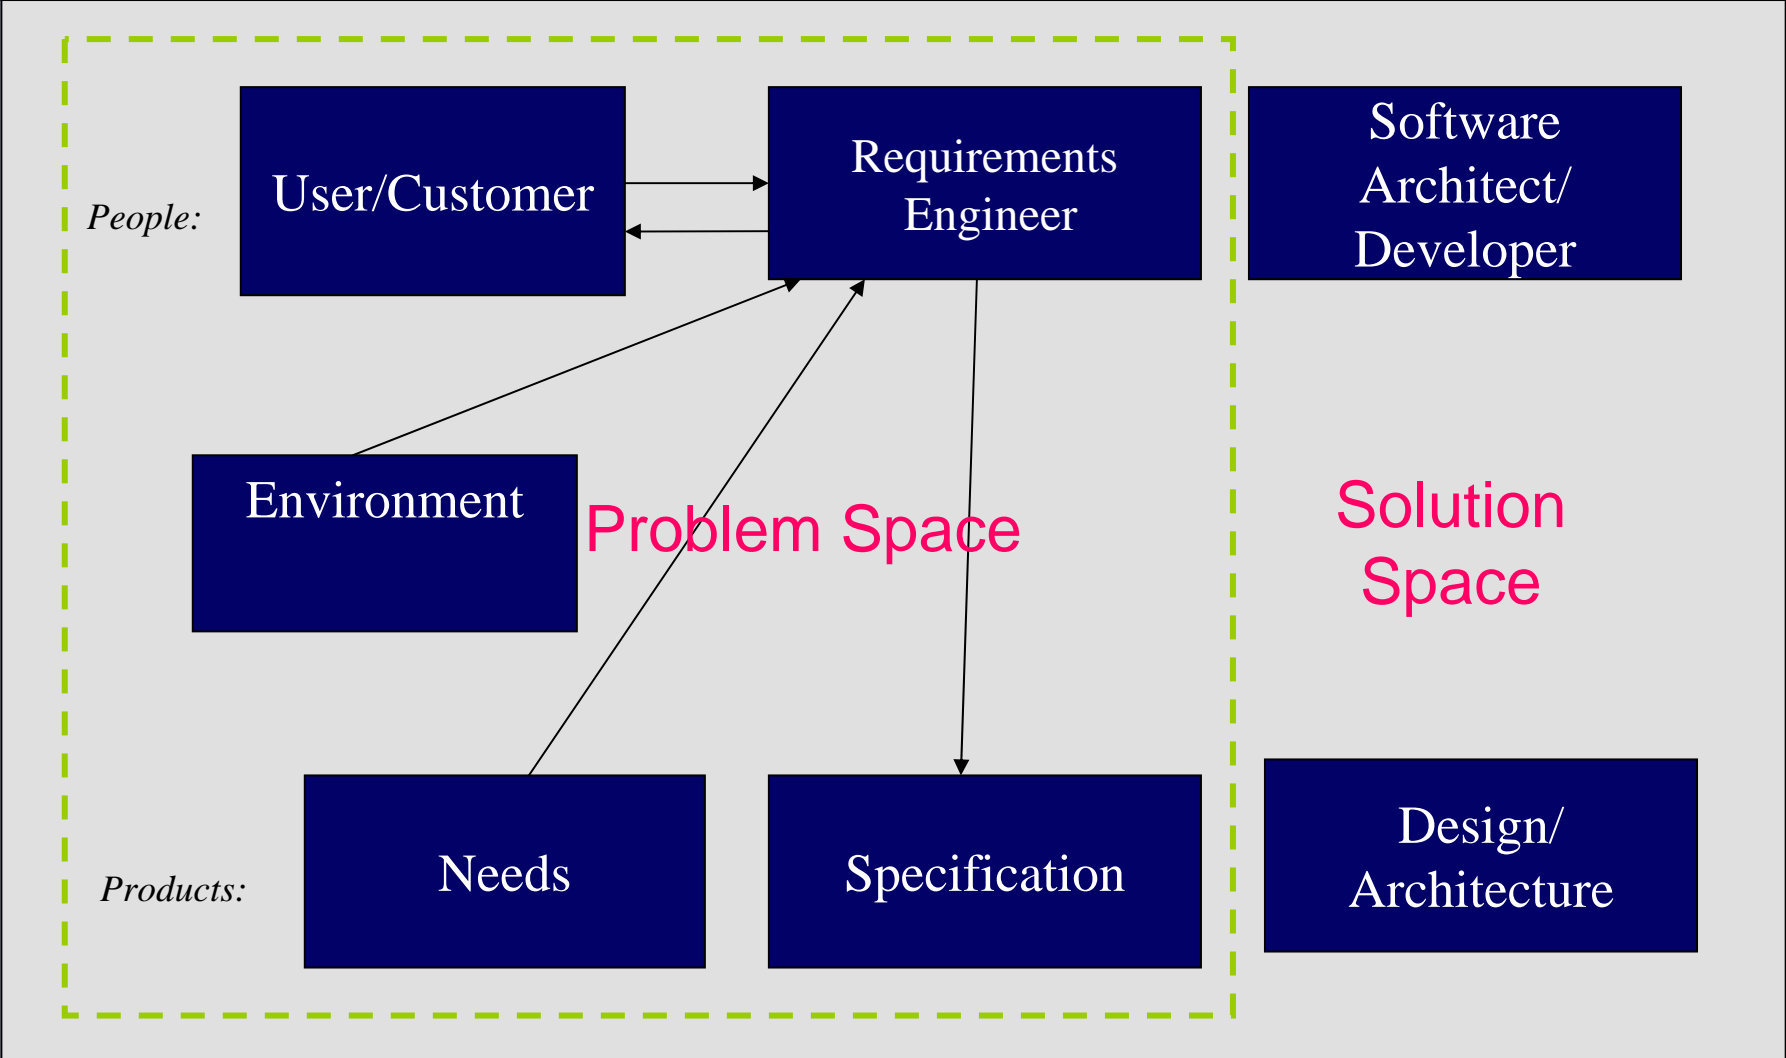 People:
User/Customer
Requirements
Engineer
Software
Architect/
Developer
Environment
Problem Space
Solution
Space
Products:
Needs
Specification
Design/
Architecture